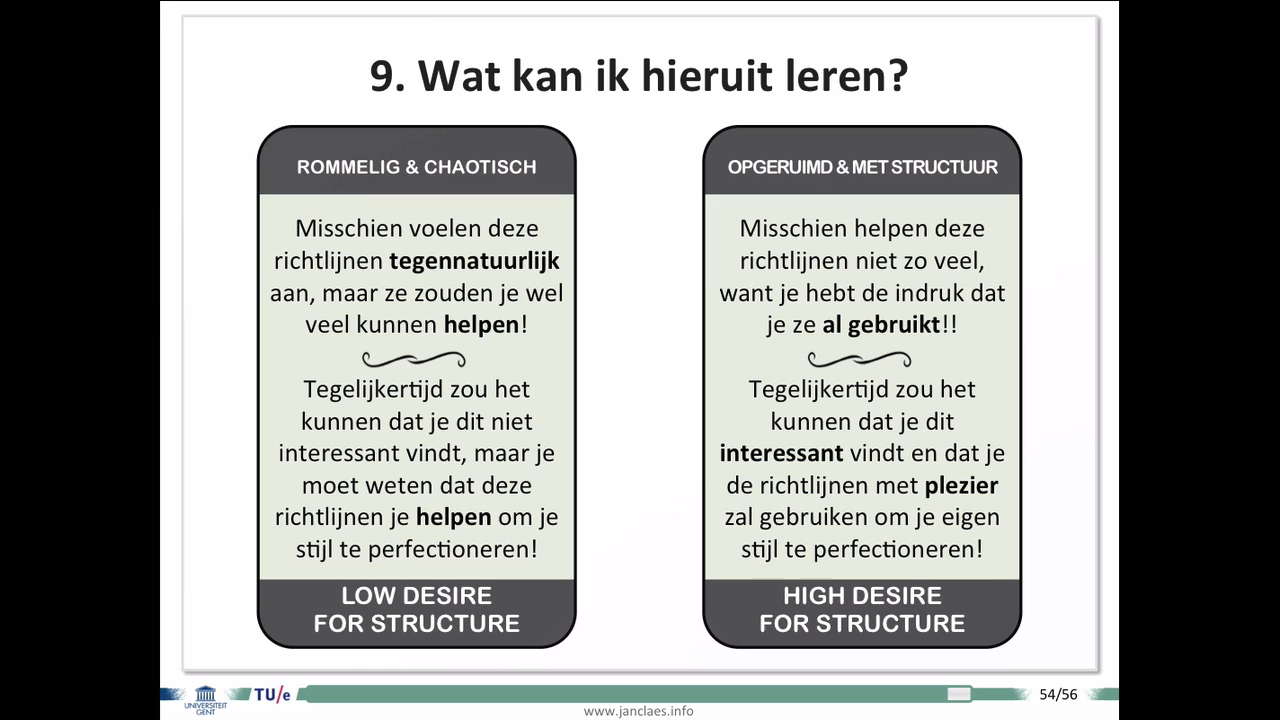 9. Wat kan ik hieruit leren?
ROMMELIG & CHAOTISCH
Misschien voelen deze
richtlijnen tegennatuurlijk
aan, maar ze zouden je wel
veel kunnen helpen!
Tegelijkertijd zou het
kunnen dat je dit niet
interessant vindt, maar je
moet weten dat deze
richtlijnen je helpen om je
stijl te perfectioneren!
LOW DESIRE
FOR STRUCTURE
OPGERUIMD & MET STRUCTUUR
Misschien helpen deze
richtlijnen niet zo veel,
want je hebt de indruk dat
je ze al gebruikt!!
Tegelijkertijd zou het
kunnen dat je dit
interessant vindt en dat je
de richtlijnen met plezier
zal gebruiken om je eigen
stijl te perfectioneren!
HIGH DESIRE
FOR STRUCTURE
UNIVERSITEIT
GENT
TU/e
54/56
www.janclaes.info